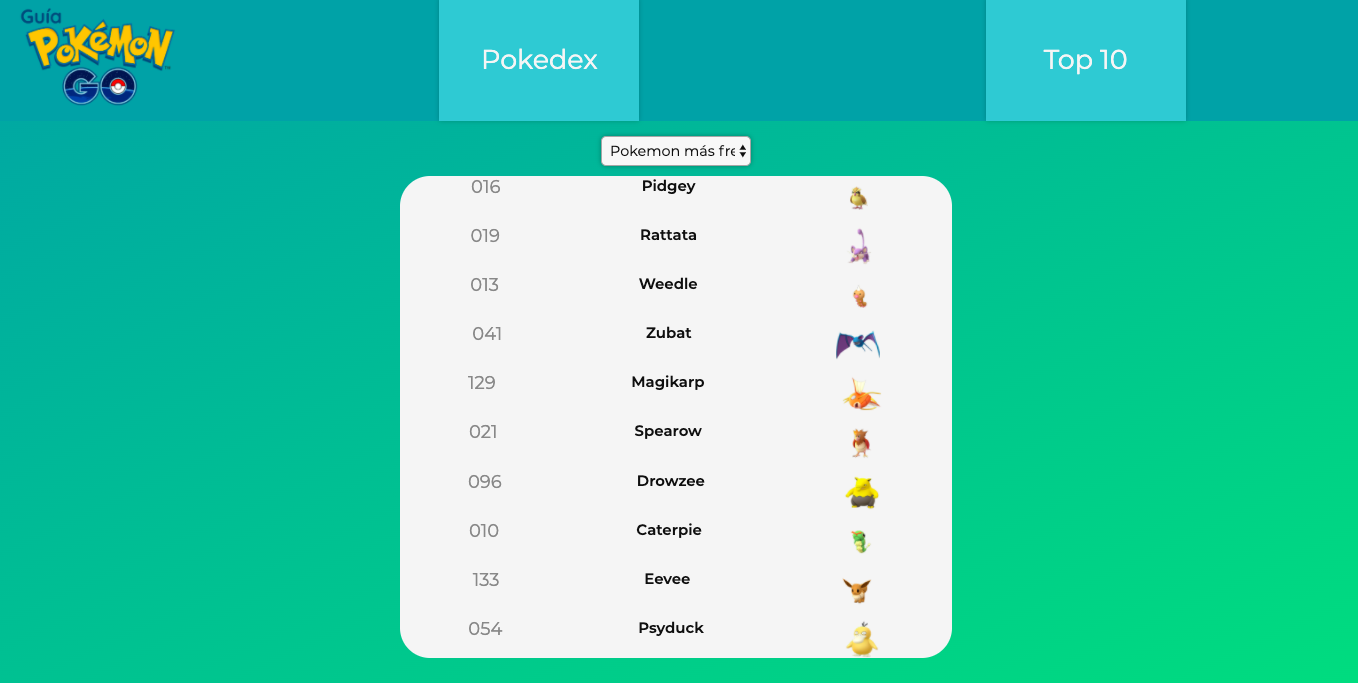 Guía
POKéMON
GO
Pokedex
Top 10
Pokemon más fre
016 Pidgey
019 Rattata
013 Weedle
041 Zubat
129 Magikarp
021 Spearow
096 Drowzee
010 Caterpie
133 Eevee
054 Psyduck